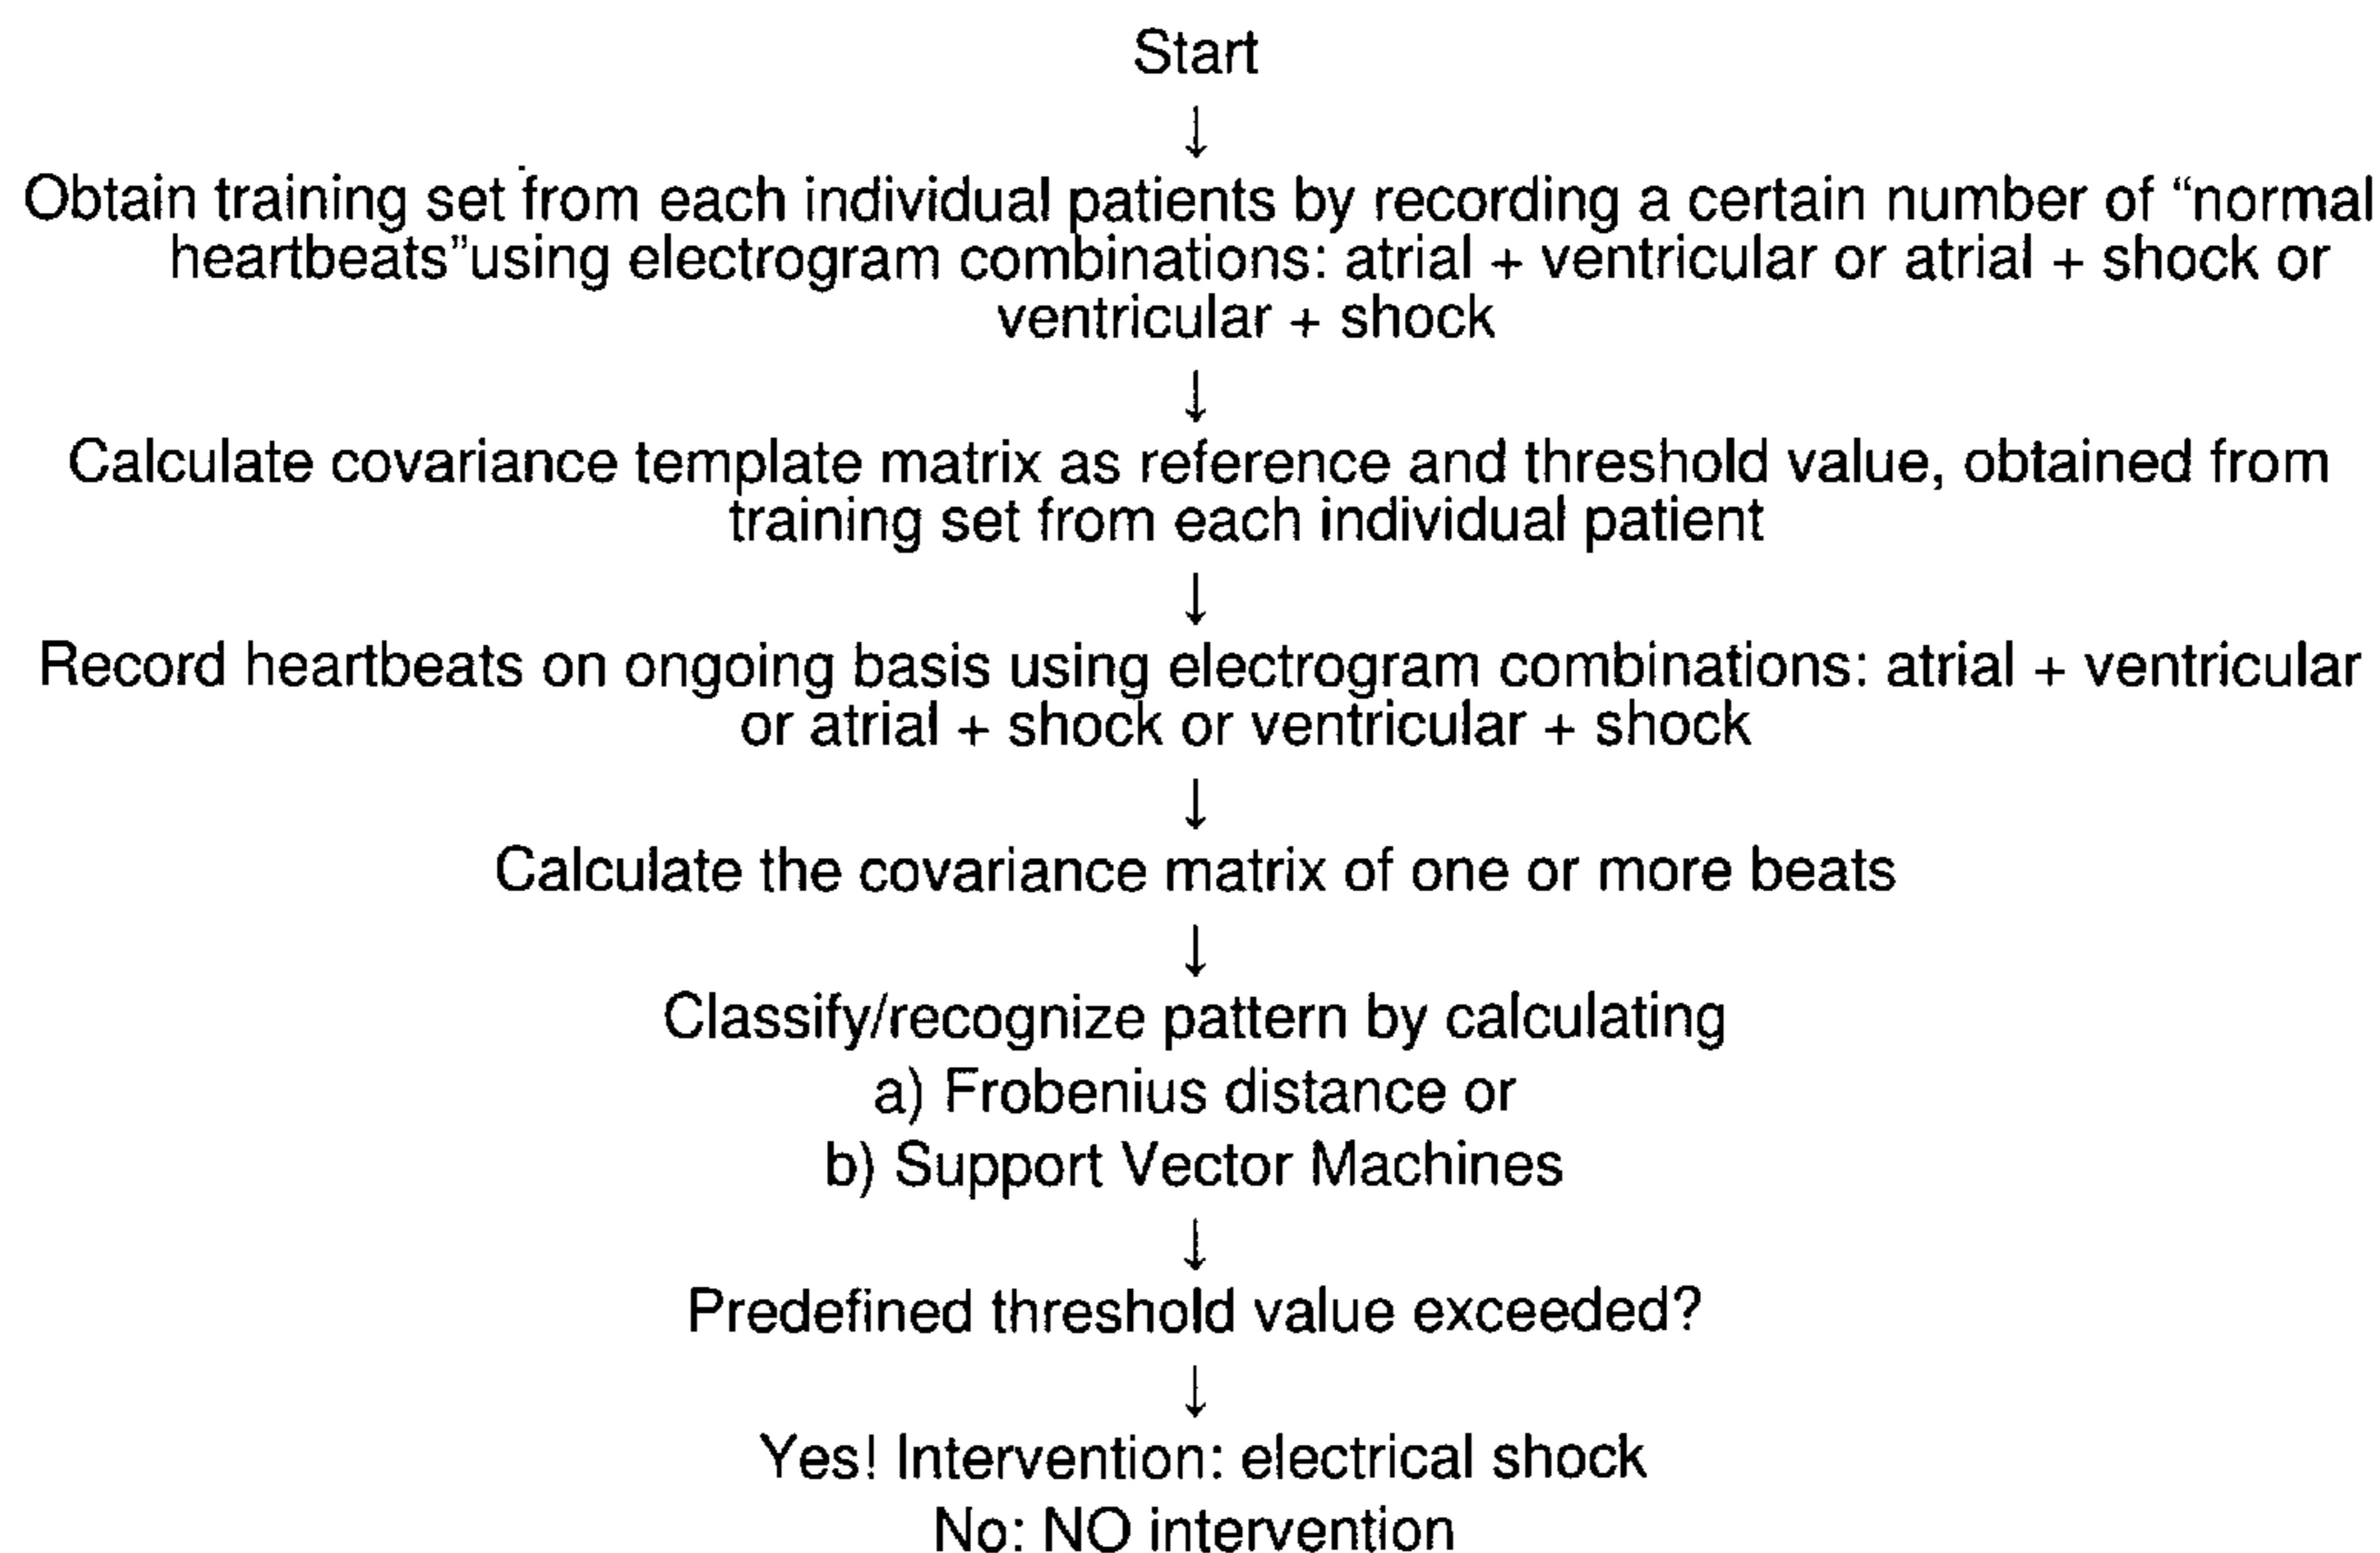 Start
↓
Obtain training set from each individual patients by recording a certain number of “normal
heartbeats”using electrogram combinations: atrial + ventricular or atrial + shock or
ventricular + shock
↓
Calculate covariance template matrix as reference and threshold value, obtained from
training set from each individual patient
↓
Record heartbeats on ongoing basis using electrogram combinations: atrial + ventricular
or atrial + shock or ventricular + shock
↓
Calculate the covariance matrix of one or more beats
↓
Classify/recognize pattern by calculating
a) Frobenius distance or
b) Support Vector Machines
↓
Predefined threshold value exceeded?
↓
Yes! Intervention: electrical shock
No: NO intervention